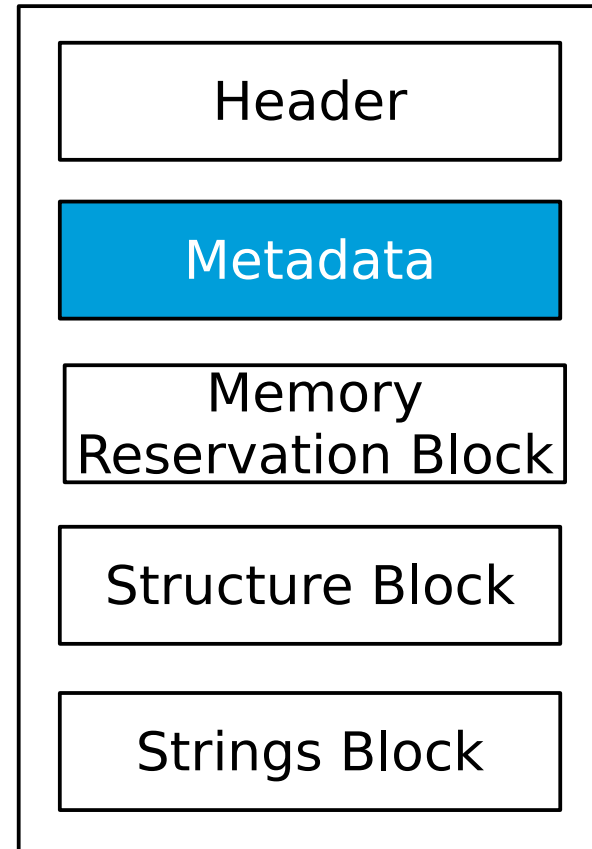 Header
Metadata
Memory
Reservation Block
Structure Block
Strings Block